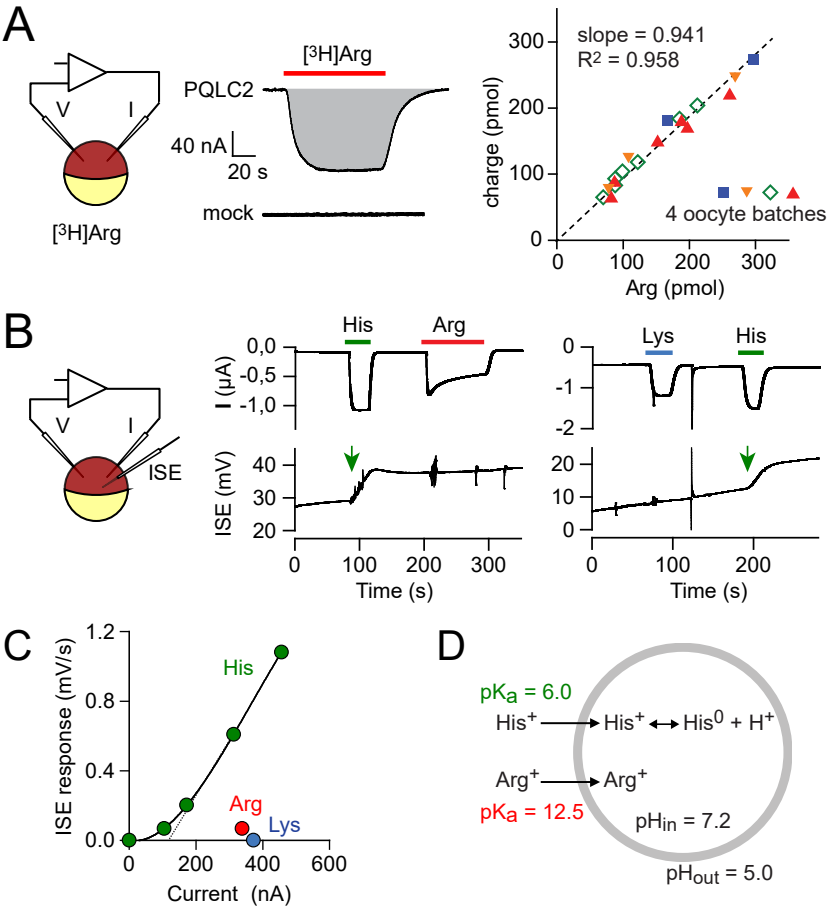 A
V
I
[³H]Arg
[³H]Arg
PQLC2
40 nA
20 s
mock
slope = 0.941
R² = 0.958
charge (pmol)
300
200
100
0
0
100
200
300
Arg (pmol)
4 oocyte batches
B
V
I
ISE
His
Arg
I (µA)
0,0
-0,5
-1,0
ISE (mV)
40
30
20
0
100
200
300
Time (s)
Lys
His
0
-1
-2
20
10
0
0
100
200
Time (s)
C
ISE response (mV/s)
1.2
0.8
0.4
0.0
His
Arg
Lys
0
200
400
600
Current (nA)
D
pKa = 6.0
His⁺
His⁺
His⁰ + H⁺
Arg⁺
Arg⁺
pKa = 12.5
pHin = 7.2
pHout = 5.0